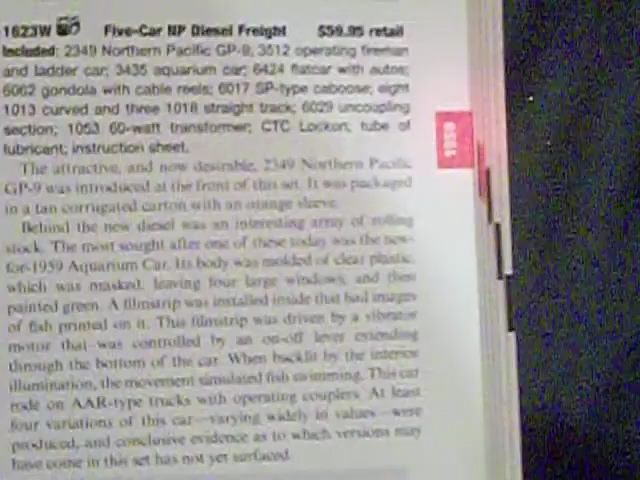 1623W Five-Car NP Diesel Freight $59.95 retail
Included: 2349 Northern Pacific GP-9; 3512 operating fireman
and ladder car; 3435 aquarium car; 6424 flatcar with autos;
6062 gondola with cable reels; 6017 SP-type caboose; eight
1013 curved and three 1018 straight track; 6029 uncoupling
section; 1053 60-watt transformer; CTC Lockon; tube of
lubricant; instruction sheet.
The attractive, and now desirable, 2349 Northern Pacific
GP-9 was introduced at the front of this set. It was packaged
in a tan corrugated carton with an orange sleeve.
Behind the new diesel was an interesting array of rolling
stock. The most sought after one of these today was the new-
for-1959 Aquarium Car. Its body was molded of clear plastic,
which was masked, leaving four large windows, and then
painted green. A filmstrip was installed inside that had images
of fish printed on it. This filmstrip was driven by a vibrator
motor that was controlled by an on-off lever extending
through the bottom of the car. When backlit by the interior
illumination, the movement simulated fish swimming. This car
rode on AAR-type trucks with operating couplers. At least
four variations of this car—varying widely in values—were
produced, and conclusive evidence as to which versions may
have come in this set has not yet surfaced.
1959